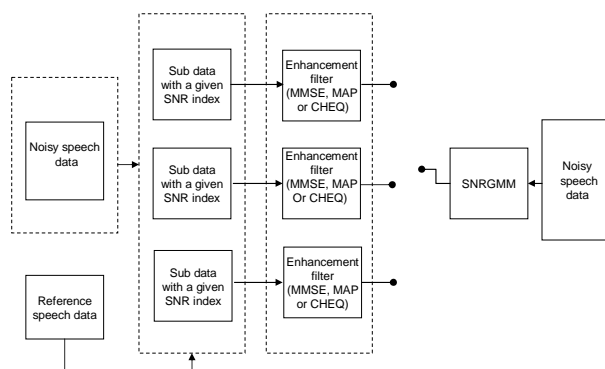 Noisy speech
data
Reference
speech data
Sub data
with a given
SNR index
Sub data
with a given
SNR index
Sub data
with a given
SNR index
Enhancement
filter
(MMSE, MAP
or CHEQ)
Enhancement
filter
(MMSE, MAP
Or CHEQ)
Enhancement
filter
(MMSE, MAP
or CHEQ)
SNRGMM
Noisy
speech
data